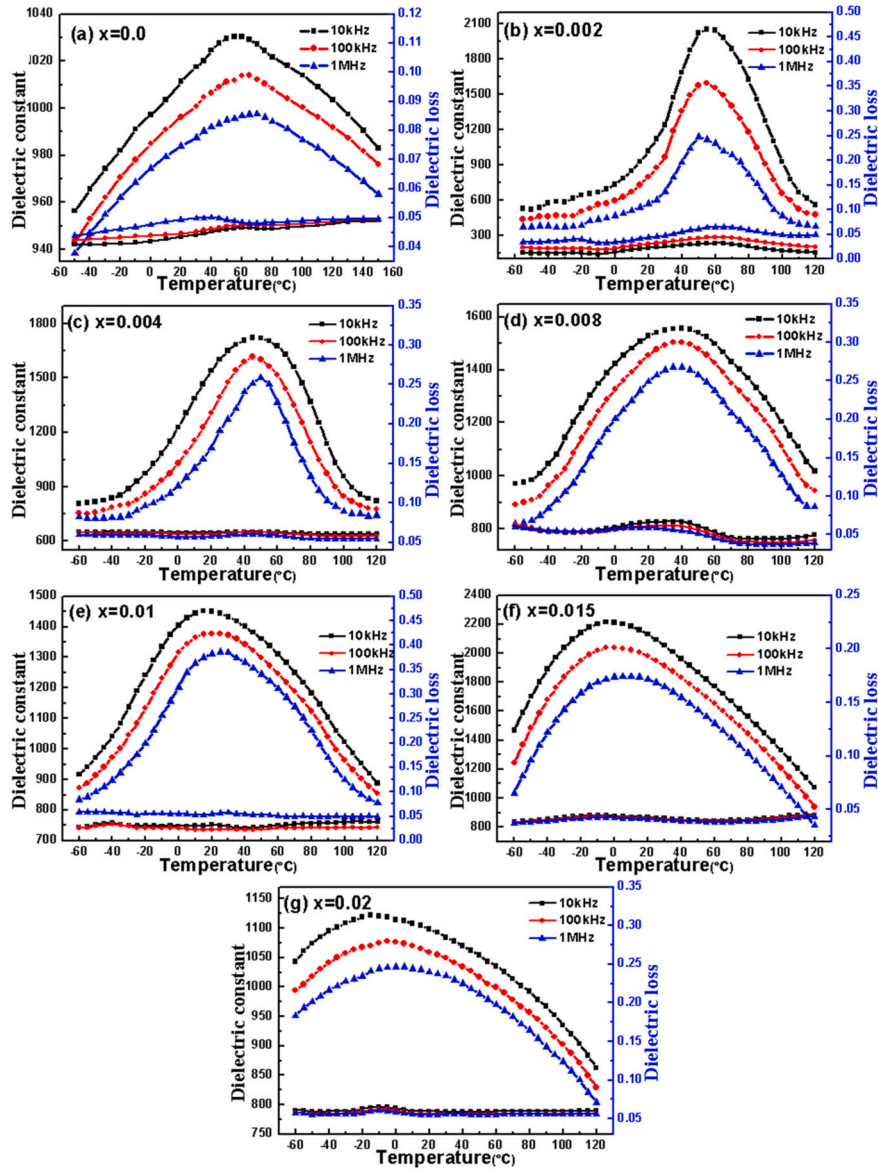 (a) x=0.0
10kHz
100kHz
1MHz
Dielectric constant
1040
1020
1000
980
960
940
Dielectric loss
0.12
0.11
0.10
0.09
0.08
0.07
0.06
0.05
0.04
-60 -40 -20 0 20 40 60 80 100 120 140 160
Temperature(°C)
(b) x=0.002
10kHz
100kHz
1MHz
Dielectric constant
2100
1800
1500
1200
900
600
300
Dielectric loss
0.50
0.45
0.40
0.35
0.30
0.25
0.20
0.15
0.10
0.05
0.00
-60 -40 -20 0 20 40 60 80 100 120
Temperature(°C)
(c) x=0.004
10kHz
100kHz
1MHz
Dielectric constant
1800
1600
1400
1200
1000
800
600
Dielectric loss
0.35
0.30
0.25
0.20
0.15
0.10
0.05
-60 -40 -20 0 20 40 60 80 100 120
Temperature(°C)
(d) x=0.008
10kHz
100kHz
1MHz
Dielectric constant
1600
1400
1200
1000
800
Dielectric loss
0.35
0.30
0.25
0.20
0.15
0.10
0.05
-60 -40 -20 0 20 40 60 80 100 120
Temperature(°C)
(e) x=0.01
10kHz
100kHz
1MHz
Dielectric constant
1500
1400
1300
1200
1100
1000
900
800
700
Dielectric loss
0.50
0.45
0.40
0.35
0.30
0.25
0.20
0.15
0.10
0.05
0.00
-60 -40 -20 0 20 40 60 80 100 120
Temperature(°C)
(f) x=0.015
10kHz
100kHz
1MHz
Dielectric constant
2400
2200
2000
1800
1600
1400
1200
1000
800
Dielectric loss
0.25
0.20
0.15
0.10
0.05
-60 -40 -20 0 20 40 60 80 100 120
Temperature(°C)
(g) x=0.02
10kHz
100kHz
1MHz
Dielectric constant
1150
1100
1050
1000
950
900
850
800
750
Dielectric loss
0.35
0.30
0.25
0.20
0.15
0.10
0.05
-60 -40 -20 0 20 40 60 80 100 120
Temperature(°C)